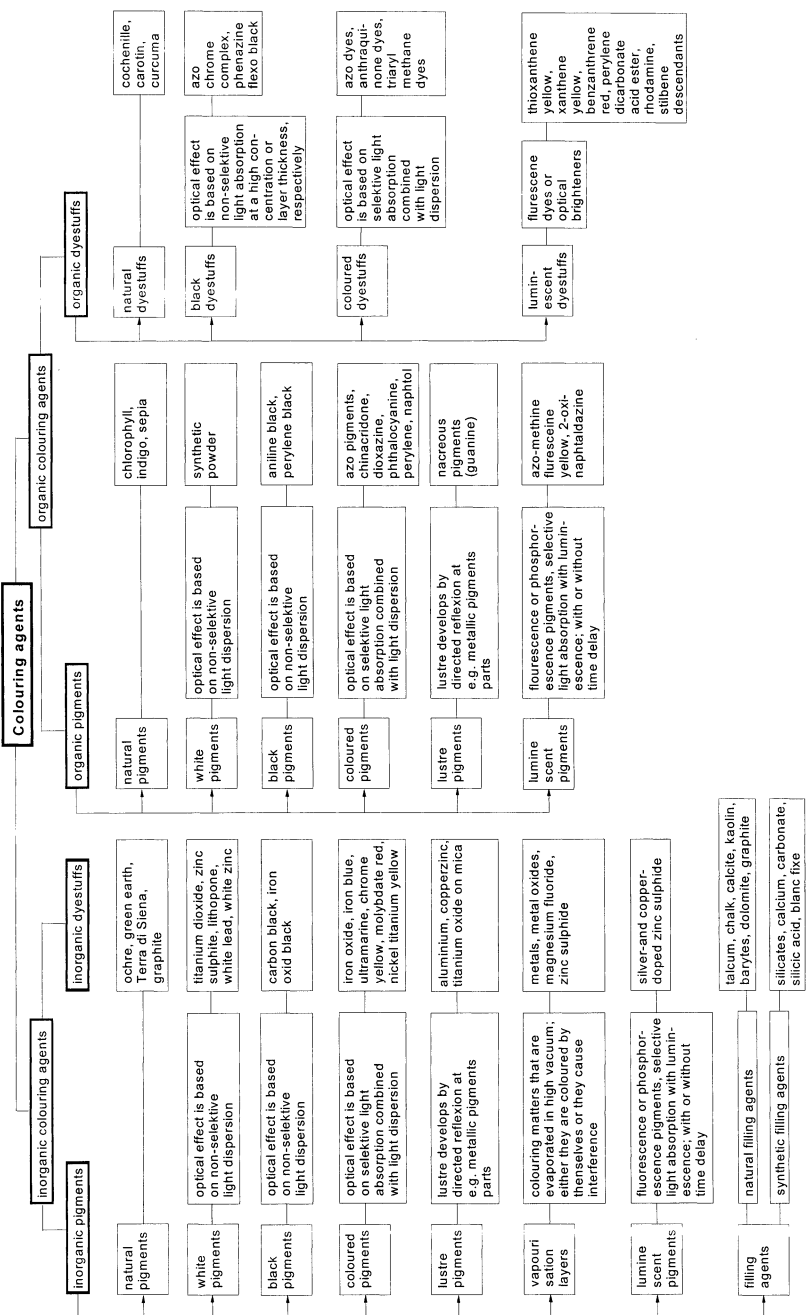 Colouring agents
inorganic colouring agents
organic colouring agents
inorganic pigments
inorganic dyestuffs
organic pigments
organic dyestuffs
natural
pigments
ochre, green earth,
Terra di Siena,
graphite
white
pigments
optical effect is based
on non-selektive
light dispersion
titanium dioxide, zinc
sulphite, lithopone,
white lead, white zinc
black
pigments
optical effect is based
on non-selektive
light dispersion
carbon black, iron
oxid black
coloured
pigments
optical effect is based
on selektive light
absorption combined
with light dispersion
iron oxide, iron blue,
ultramarine, chrome
yellow, molybdate red,
nickel titanium yellow
lustre
pigments
lustre develops by
directed reflexion at
e.g. metallic pigments
parts
aluminium, copperzinc,
titanium oxide on mica
vapouri
sation
layers
colouring matters that are
evaporated in high vacuum;
either they are coloured by
themselves or they cause
interference
metals, metal oxides,
magnesium fluoride,
zinc sulphide
lumine
scent
pigments
fluorescence or phosphor-
escence pigments, selective
light absorption with lumin-
escence; with or without
time delay
silver-and copper-
doped zinc sulphide
filling
agents
natural filling agents
talcum, chalk, calcite, kaolin,
barytes, dolomite, graphite
synthetic filling agents
silicates, calcium, carbonate,
silicic acid, blanc fixe
natural
pigments
chlorophyll,
indigo, sepia
white
pigments
optical effect is based
on non-selektive
light dispersion
synthetic
powder
black
pigments
optical effect is based
on non-selektive
light dispersion
aniline black,
perylene black
coloured
pigments
optical effect is based
on selektive light
absorption combined
with light dispersion
azo pigments,
chinacridone,
dioxazine,
phthalocyanine,
perylene, naphtol
lustre
pigments
lustre develops by
directed reflexion at
e.g. metallic pigments
parts
nacreous
pigments
(guanine)
lumine
scent
pigments
flourescence or phosphor-
escence pigments, selective
light absorption with lumin-
escence; with or without
time delay
azo-methine
fluresceine
yellow, 2-oxi-
naphtaldazine
natural
dyestuffs
cochenille,
carotin,
curcuma
black
dyestuffs
optical effect
is based on
non-selektive
light absorption
at a high con-
centration or
layer thickness,
respectively
azo
chrome
complex,
phenazine
flexo black
coloured
dyestuffs
optical effect
is based on
selektive light
absorption
combined
with light
dispersion
azo dyes,
anthraqui-
none dyes,
triaryl
methane
dyes
lumin-
escent
dyestuffs
flurescene
dyes or
optical
brighteners
thioxanthene
yellow,
xanthene
yellow,
benzanthrene
red, perylene
dicarbonate
acid ester,
rhodamine,
stilbene
descendants